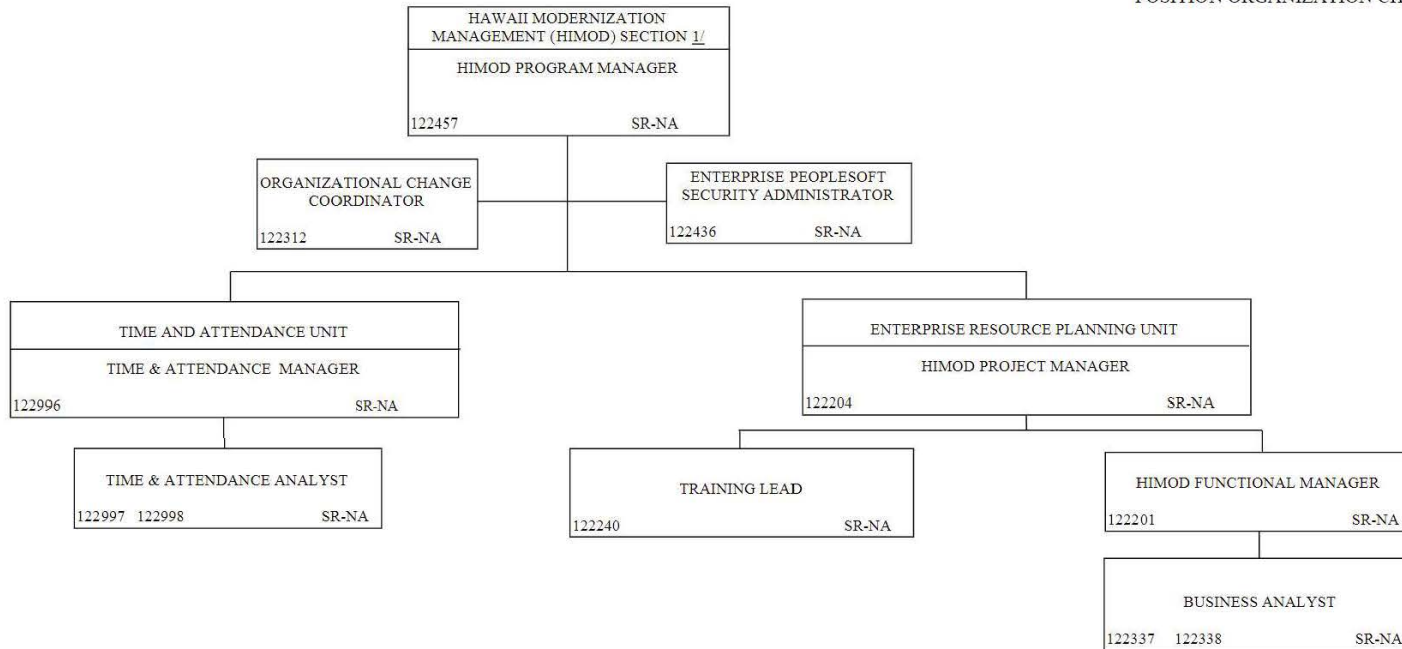 POSITION ORGANIZATION
HAWAII MODERNIZATION
MANAGEMENT (HIMOD) SECTION 1/
HIMOD PROGRAM MANAGER
122457 SR-NA
ORGANIZATIONAL CHANGE
COORDINATOR
122312 SR-NA
ENTERPRISE PEOPLESOFT
SECURITY ADMINISTRATOR
122436 SR-NA
TIME AND ATTENDANCE UNIT
TIME & ATTENDANCE MANAGER
122996 SR-NA
ENTERPRISE RESOURCE PLANNING UNIT
HIMOD PROJECT MANAGER
122204 SR-NA
TIME & ATTENDANCE ANALYST
122997 122998 SR-NA
TRAINING LEAD
122240 SR-NA
HIMOD FUNCTIONAL MANAGER
122201 SR-NA
BUSINESS ANALYST
122337 122338 SR-NA